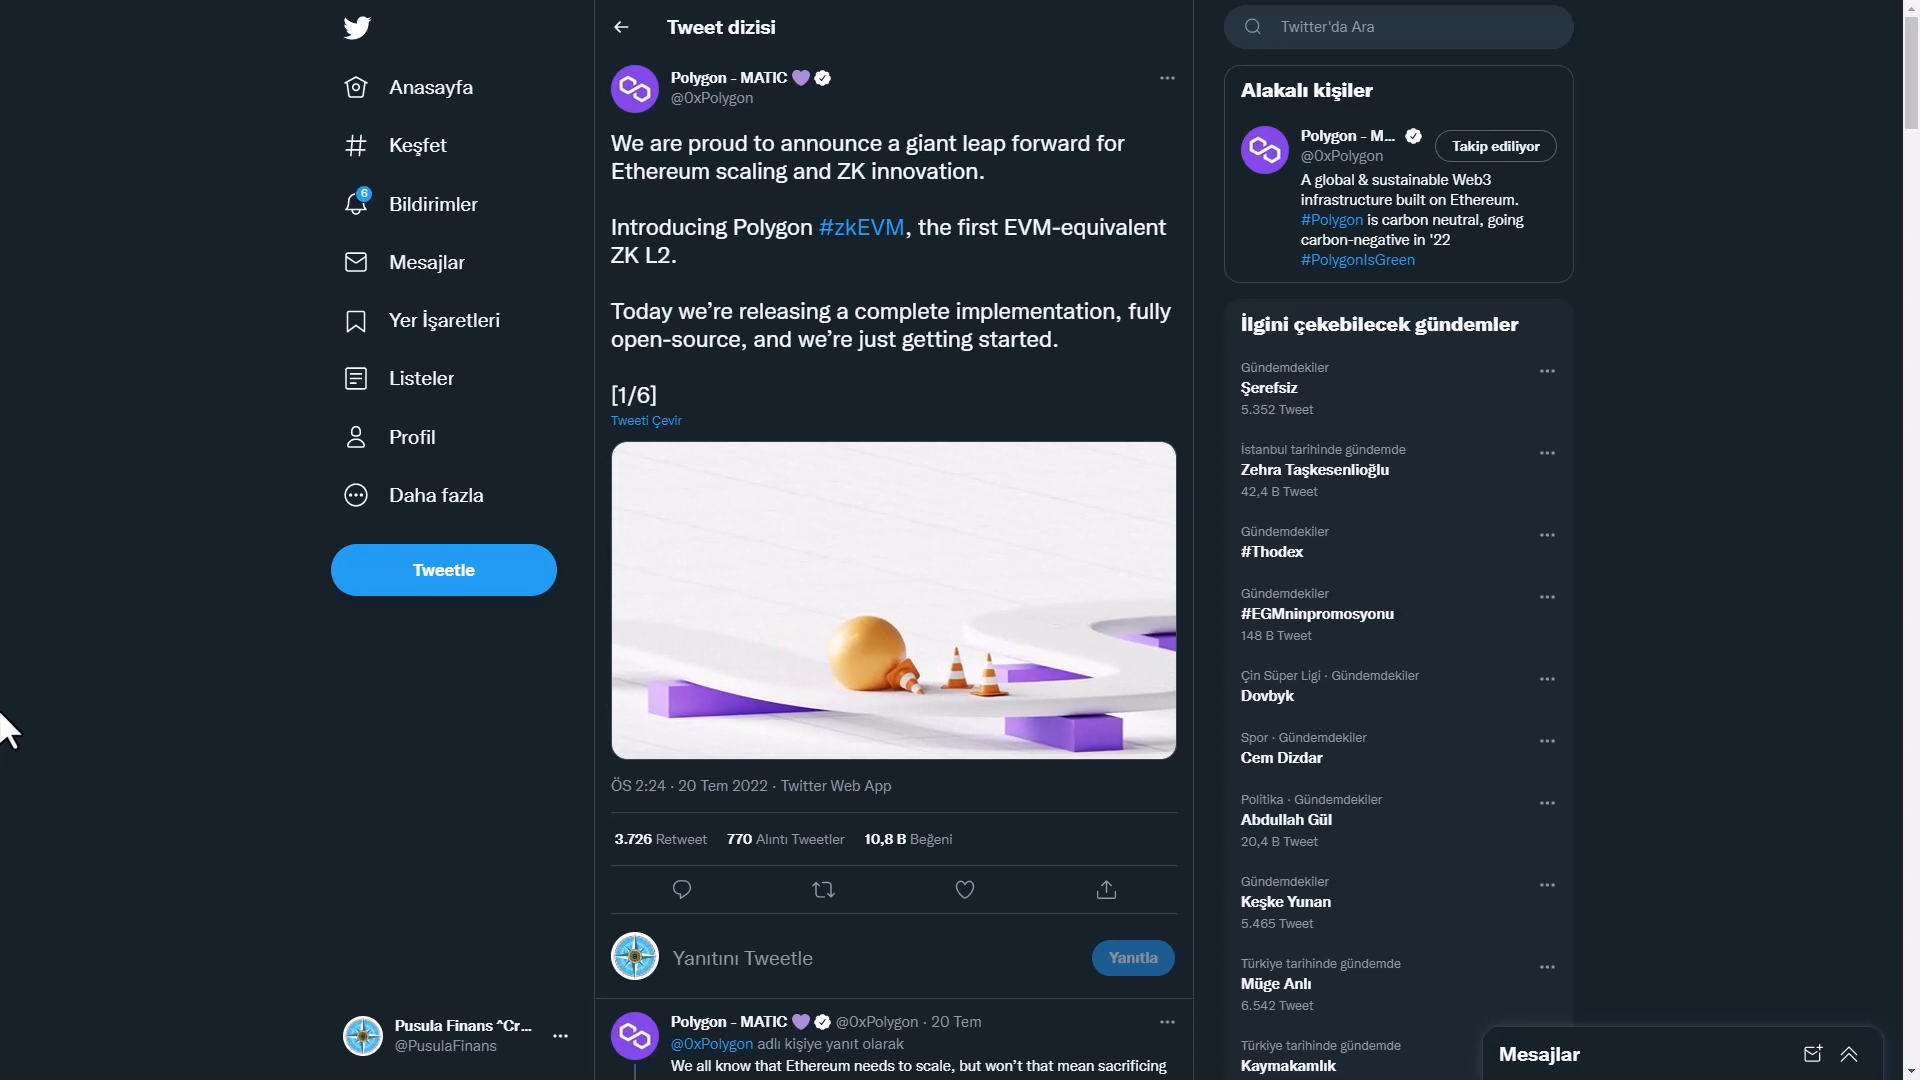 Anasayfa
Keşfet
6
Bildirimler
Mesajlar
Yer İşaretleri
Listeler
Profil
Daha fazla
Tweetle
Pusula Finans ^Cr...
@PusulaFinans
Tweet dizisi
Polygon - MATIC
@0xPolygon
We are proud to announce a giant leap forward for
Ethereum scaling and ZK innovation.
Introducing Polygon #zkEVM, the first EVM-equivalent
ZK L2.
Today we’re releasing a complete implementation, fully
open-source, and we’re just getting started.
[1/6]
Tweeti Çevir
ÖS 2:24 · 20 Tem 2022 · Twitter Web App
3.726 Retweet 770 Alıntı Tweetler 10,8 B Beğeni
Yanıtını Tweetle
Yanıtla
Polygon - MATIC @0xPolygon · 20 Tem
@0xPolygon adlı kişiye yanıt olarak
We all know that Ethereum needs to scale, but won’t that mean sacrificing
Twitter'da Ara
Alakalı kişiler
Polygon - M...
@0xPolygon
Takip ediliyor
A global & sustainable Web3
infrastructure built on Ethereum.
#Polygon is carbon neutral, going
carbon-negative in '22
#PolygonIsGreen
İlgini çekebilecek gündemler
Gündemdekiler
Şerefsiz
5.352 Tweet
İstanbul tarihinde gündemde
Zehra Taşkesenlioğlu
42,4 B Tweet
Gündemdekiler
#Thodex
Gündemdekiler
#EGMninpromosyonu
148 B Tweet
Çin Süper Ligi · Gündemdekiler
Dovbyk
Spor · Gündemdekiler
Cem Dizdar
Politika · Gündemdekiler
Abdullah Gül
20,4 B Tweet
Gündemdekiler
Keşke Yunan
5.465 Tweet
Türkiye tarihinde gündemde
Müge Anlı
6.542 Tweet
Türkiye tarihinde gündemde
Kaymakamlık
Mesajlar